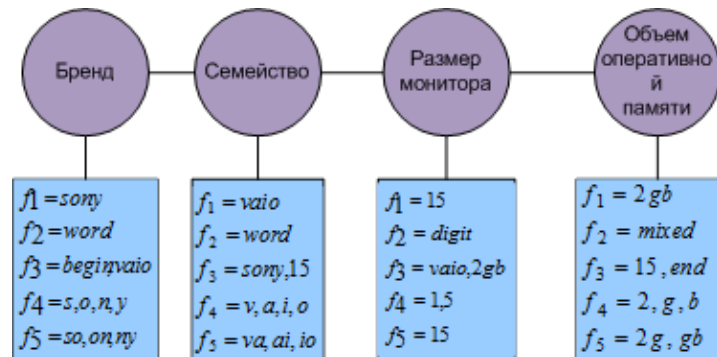 Бренд
Семейство
Размер
монитора
Объем
оперативно
й
памяти
f1 =sony
f2 =word
f3 =begin,vaio
f4 =s,o,n,y
f5 =so,on,ny
f1 = vaio
f2 = word
f3 = sony,15
f4 = v, a, i, o
f5 = va, ai, io
f1 = 15
f2 = digit
f3 = vaio,2gb
f4 = 1,5
f5 = 15
f1 = 2 gb
f2 = mixed
f3 = 15 , end
f4 = 2, g , b
f5 = 2g , gb